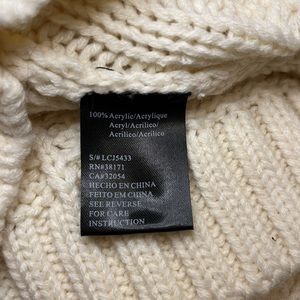 100% Acrylic/Acrylique
Acryl/Acrilico/
Acrilico/Acrilico
S/# LCJ5433
RN#38171
CA#32054
HECHO EN CHINA
FEITO EM CHINA
SEE REVERSE
FOR CARE
INSTRUCTION